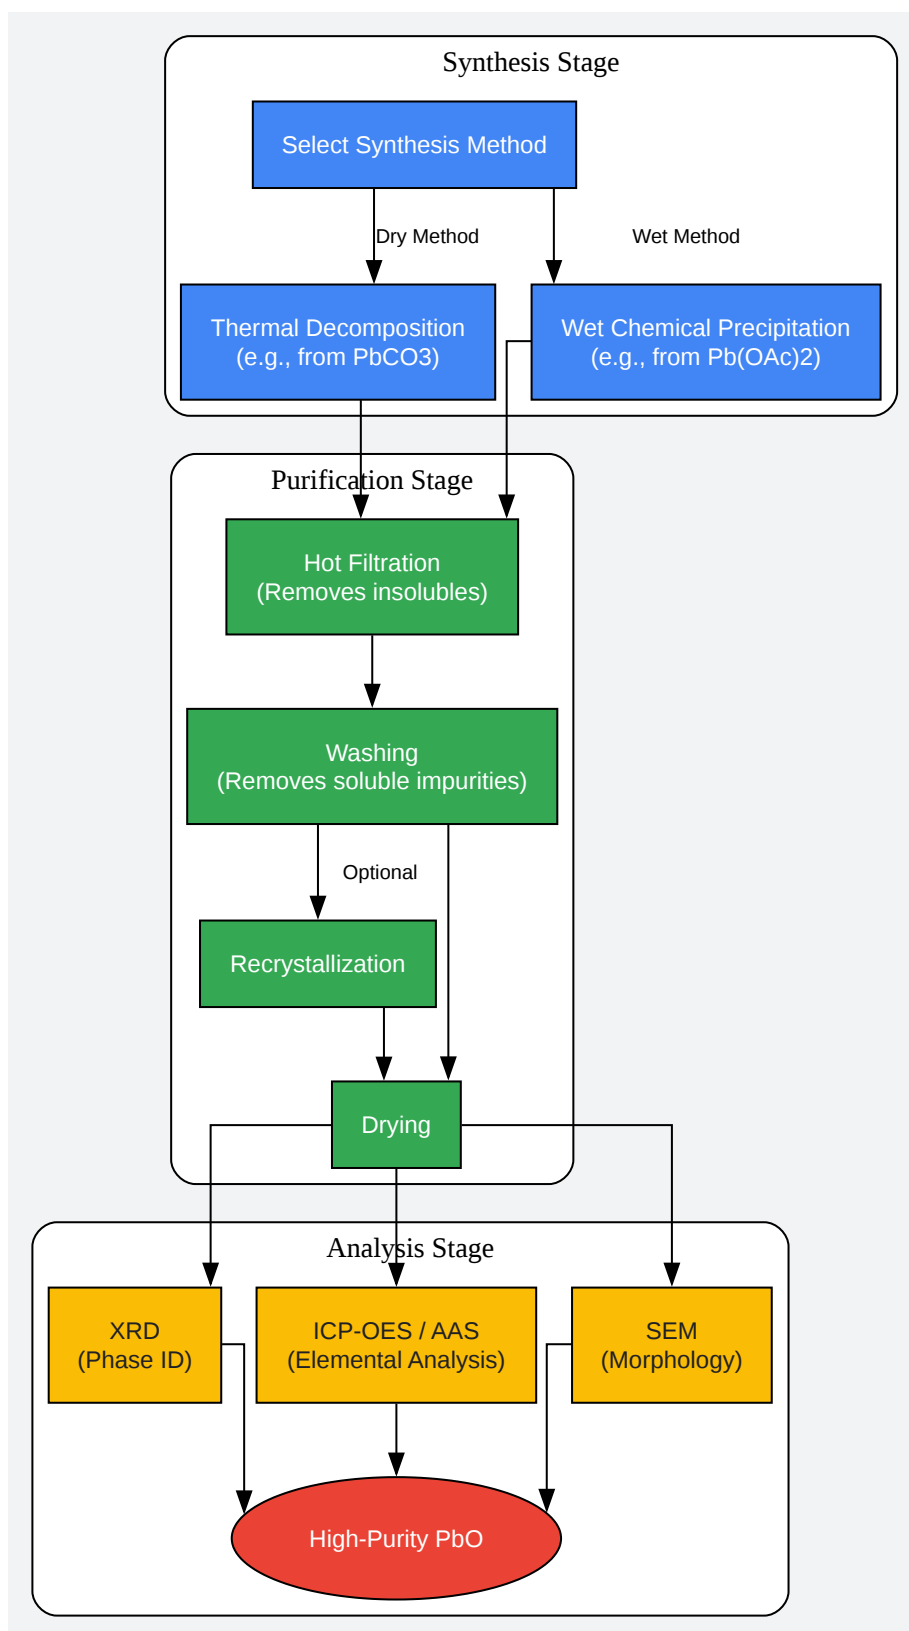 Synthesis Stage
Select Synthesis Method
Dry Method
Wet Method
Thermal Decomposition
(e.g., from PbCO3)
Wet Chemical Precipitation
(e.g., from Pb(OAc)2)
Purification Stage
Hot Filtration
(Removes insolubles)
Washing
(Removes soluble impurities)
Optional
Recrystallization
Drying
Analysis Stage
XRD
(Phase ID)
ICP-OES / AAS
(Elemental Analysis)
SEM
(Morphology)
High-Purity PbO